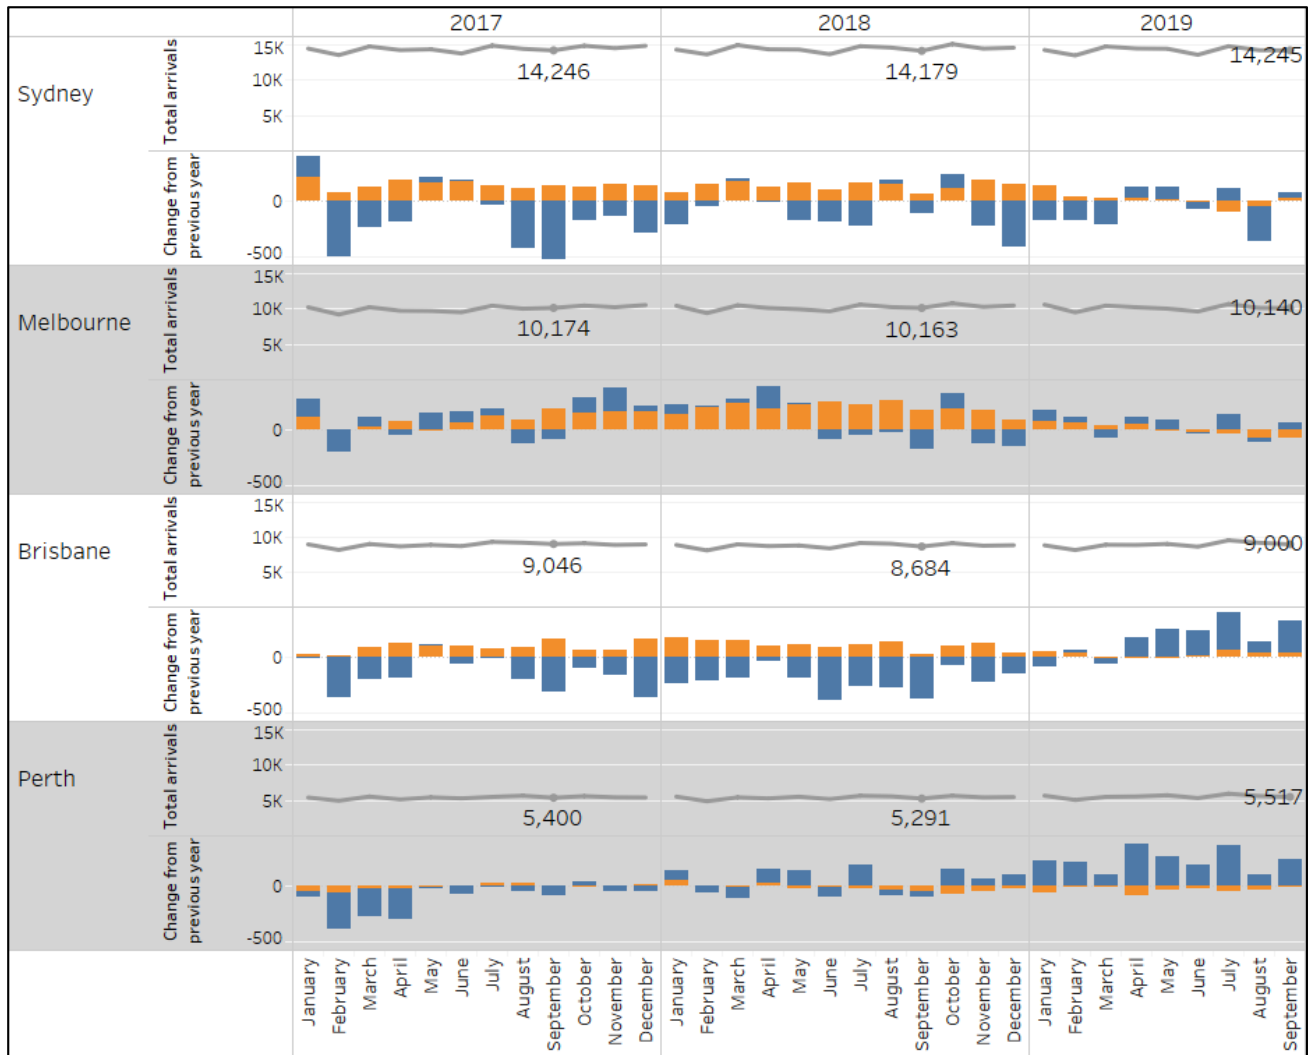 2017 2018 2019
Sydney
Total arrivals
15K
10K
5K
14,246 14,179 14,245
Change from
previous year
0
-500
Melbourne
Total arrivals
15K
10K
5K
10,174 10,163 10,140
Change from
previous year
0
-500
Brisbane
Total arrivals
15K
10K
5K
9,046 8,684 9,000
Change from
previous year
0
-500
Perth
Total arrivals
15K
10K
5K
5,400 5,291 5,517
Change from
previous year
0
-500
January
February
March
April
May
June
July
August
September
October
November
December
January
February
March
April
May
June
July
August
September
October
November
December
January
February
March
April
May
June
July
August
September